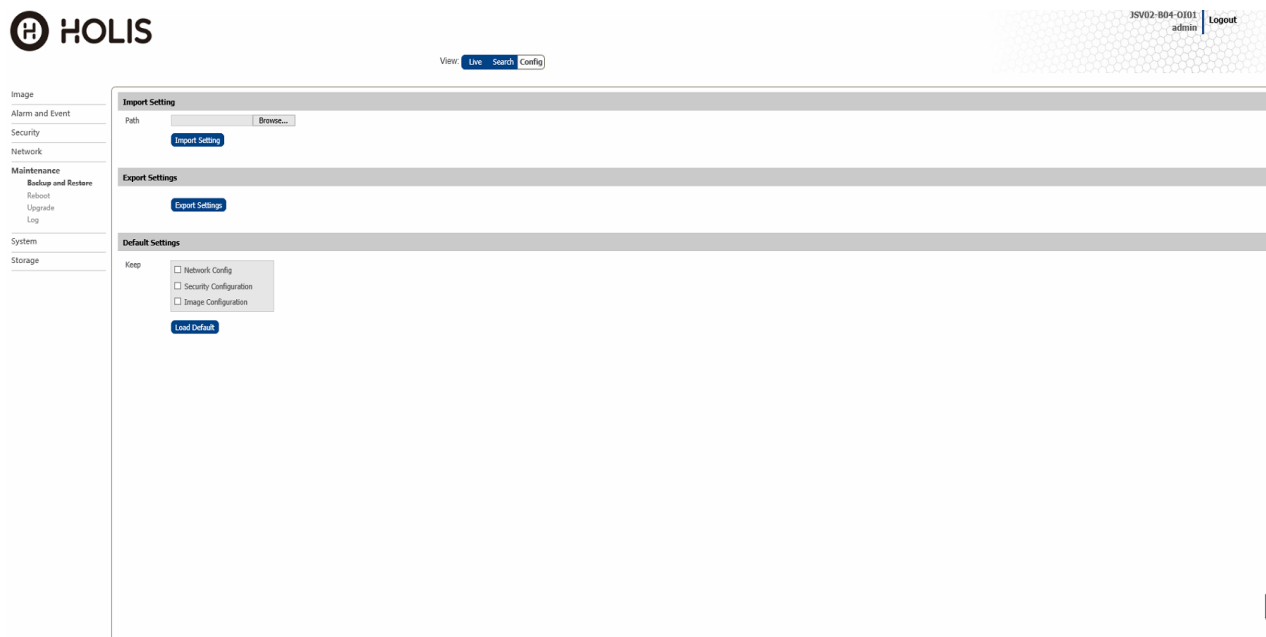 HOLIS
JSV02-B04-OI01
admin
Logout
View: Live Search Config
Image
Alarm and Event
Security
Network
Maintenance
Backup and Restore
Reboot
Upgrade
Log
System
Storage
Import Setting
Path Browse...
Import Setting
Export Settings
Export Settings
Default Settings
Keep
Network Config
Security Configuration
Image Configuration
Load Default